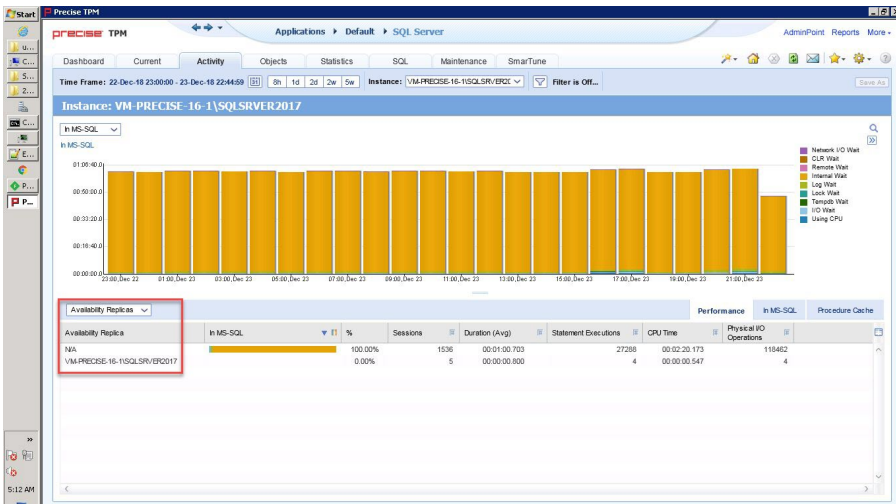 Start
Precise TPM
precise TPM
Applications Default SQL Server
AdminPoint Reports More
Dashboard Current Activity Objects Statistics SQL Maintenance SmarTune
Time Frame: 22-Dec-18 23:00:00 - 23-Dec-18 22:44:59 8h 1d 2d 2w 5w Instance: Filter is Off... Save As
Instance: VM-PRECISE-16-1\SQLSRVER2017
In MS-SQL
In MS-SQL
Network I/O Wait
CLR Wait
Remote Wait
Internal Wait
Log Wait
Lock Wait
Tempdb Wait
I/O Wait
Using CPU
01:06:40.0
00:50:00.0
00:33:20.0
00:16:40.0
00:00:00.0
23:00,Dec 22 01:00,Dec 23 03:00,Dec 23 05:00,Dec 23 07:00,Dec 23 09:00,Dec 23 11:00,Dec 23 13:00,Dec 23 15:00,Dec 23 17:00,Dec 23 19:00,Dec 23 21:00,Dec 23
Availability Replicas
Performance In MS-SQL Procedure Cache
Availability Replica In MS-SQL % Sessions Duration (Avg) Statement Executions CPU Time Physical I/O Operations
N/A 100.00% 1536 00:01:00.703 27288 00:02:20.173 118462
VM-PRECISE-16-1\SQLSRVER2017 0.00% 5 00:00:00.800 4 00:00:00.547 4
u...
C...
S...
2...
C...
E...
P...
P...
5:12 AM